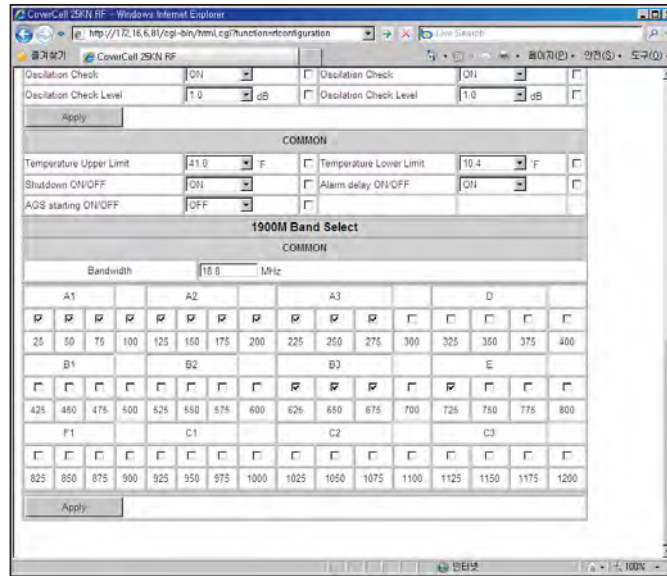 CoverCell 25KN RF - Windows Internet Explorer
http://172.16.6.81/cgi-bin/html.cgi?function=rfconfiguration
Live Search
즐겨찾기 CoverCell 25KN RF 페이지(P) 안전(S) 도구(O)
Oscilation Check ON Oscilation Check ON
Oscilation Check Level 1.0 dB Oscilation Check Level 1.0 dB
Apply
COMMON
Temperature Upper Limit 41.0 °F Temperature Lower Limit 10.4 °F
Shutdown ON/OFF ON Alarm delay ON/OFF ON
AGS starting ON/OFF OFF
1900M Band Select
COMMON
Bandwidth 18.8 MHz
A1 A2 A3 D
25 50 75 100 125 150 175 200 225 250 275 300 325 350 375 400
B1 B2 B3 E
425 450 475 500 525 550 575 600 625 650 675 700 725 750 775 800
F1 C1 C2 C3
825 850 875 900 925 950 975 1000 1025 1050 1075 1100 1125 1150 1175 1200
Apply
인터넷 100%